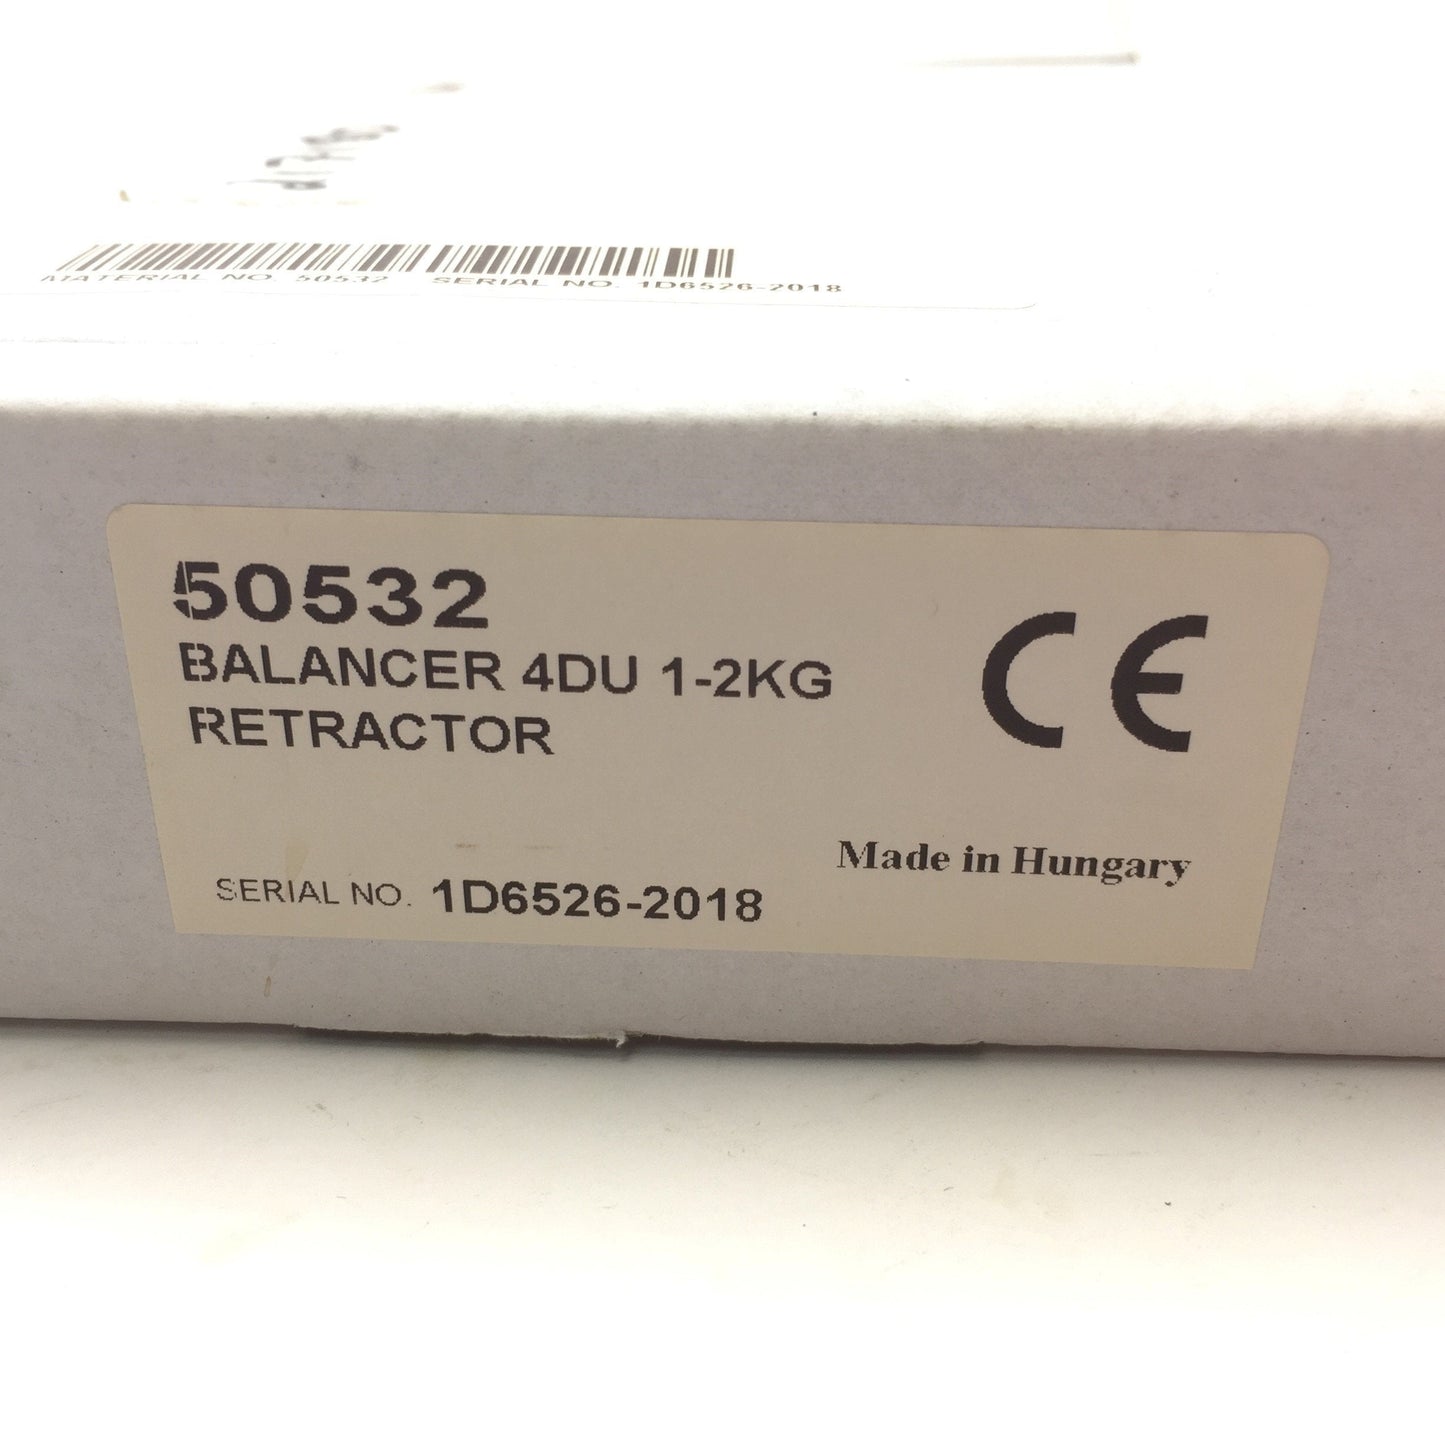 MATERIAL NO. 50532 SERIAL NO. 1D6526-2018
50532
BALANCER 4DU 1-2KG
RETRACTOR
CE
Made in Hungary
SERIAL NO. 1D6526-2018